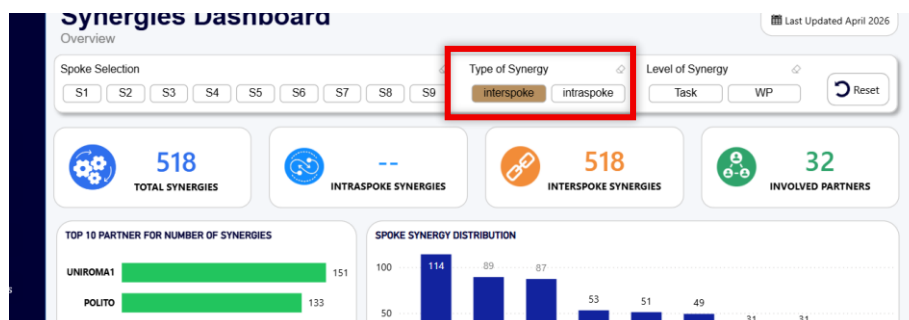 Synergies Dashboard
Overview
Last Updated April 2026
Spoke Selection
S1 S2 S3 S4 S5 S6 S7 S8 S9
Type of Synergy
interspoke intraspoke
Level of Synergy
Task WP
Reset
518
TOTAL SYNERGIES
--
INTRASPOKE SYNERGIES
518
INTERSPOKE SYNERGIES
32
INVOLVED PARTNERS
TOP 10 PARTNER FOR NUMBER OF SYNERGIES
UNIROMA1 151
POLITO 133
SPOKE SYNERGY DISTRIBUTION
100
50
114 89 87 53 51 49 31 31